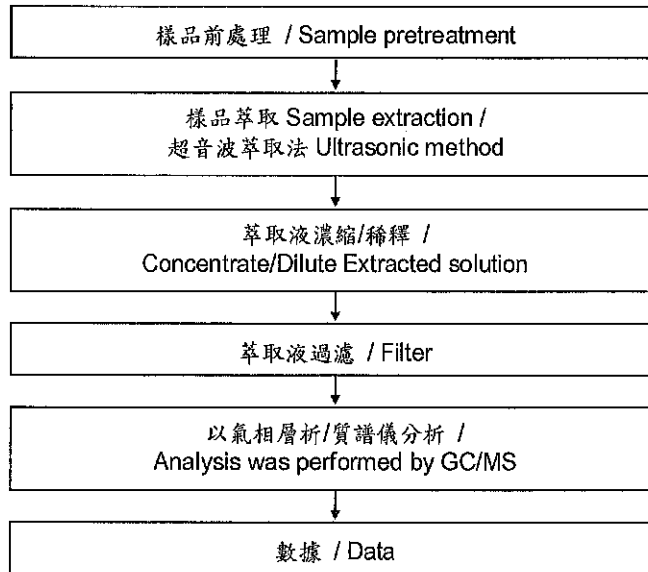 樣品前處理 / Sample pretreatment
樣品萃取 Sample extraction /
超音波萃取法 Ultrasonic method
萃取液濃縮/稀釋 /
Concentrate/Dilute Extracted solution
萃取液過濾 / Filter
以氣相層析/質譜儀分析 /
Analysis was performed by GC/MS
數據 / Data